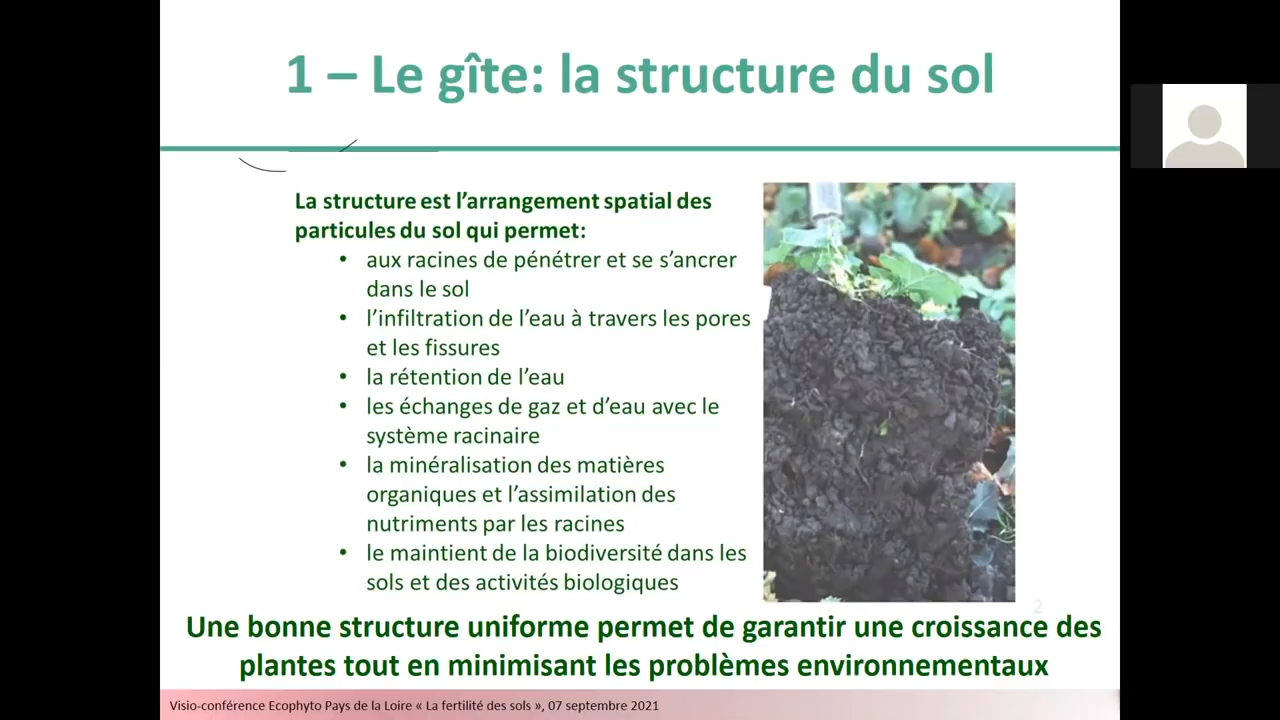 1 – Le gîte: la structure du sol
La structure est l’arrangement spatial des
particules du sol qui permet:
• aux racines de pénétrer et se s’ancrer
dans le sol
• l’infiltration de l’eau à travers les pores
et les fissures
• la rétention de l’eau
• les échanges de gaz et d’eau avec le
système racinaire
• la minéralisation des matières
organiques et l’assimilation des
nutriments par les racines
• le maintient de la biodiversité dans les
sols et des activités biologiques
2
Une bonne structure uniforme permet de garantir une croissance des
plantes tout en minimisant les problèmes environnementaux
Visio-conférence Ecophyto Pays de la Loire « La fertilité des sols », 07 septembre 2021